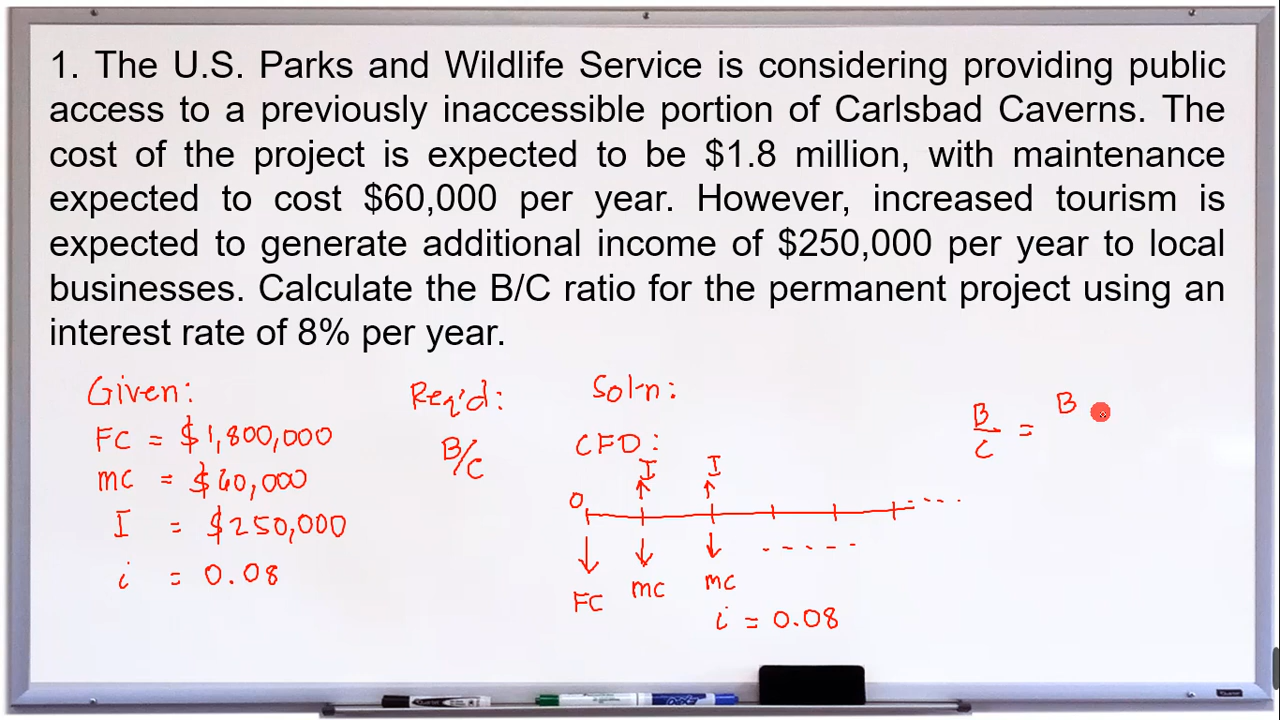 1. The U.S. Parks and Wildlife Service is considering providing public
access to a previously inaccessible portion of Carlsbad Caverns. The
cost of the project is expected to be $1.8 million, with maintenance
expected to cost $60,000 per year. However, increased tourism is
expected to generate additional income of $250,000 per year to local
businesses. Calculate the B/C ratio for the permanent project using an
interest rate of 8% per year.
Given:
FC = $1,800,000
mc = $60,000
I = $250,000
i = 0.08
Req'd:
B/C
Sol'n:
CFD:
I I
0
FC mc mc
i = 0.08
B/C = B